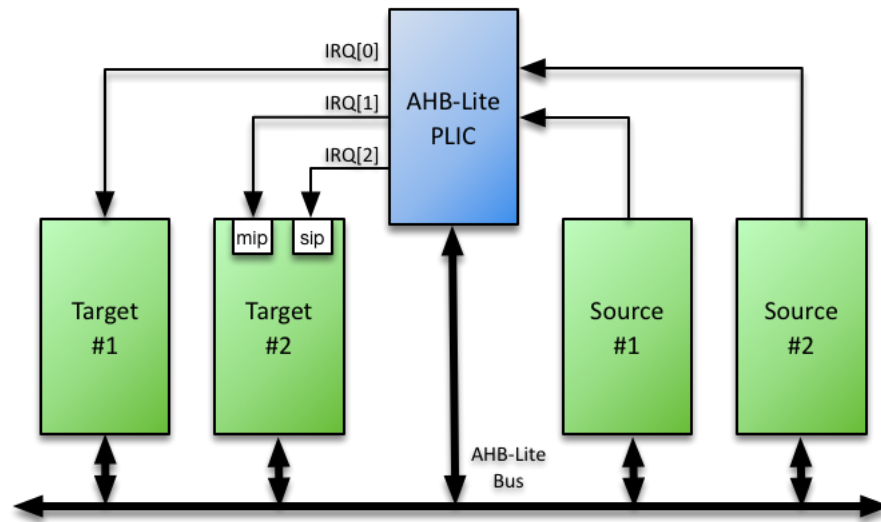 IRQ[0]
IRQ[1]
IRQ[2]
AHB-Lite
PLIC
mip
sip
Target
#1
Target
#2
Source
#1
Source
#2
AHB-Lite
Bus